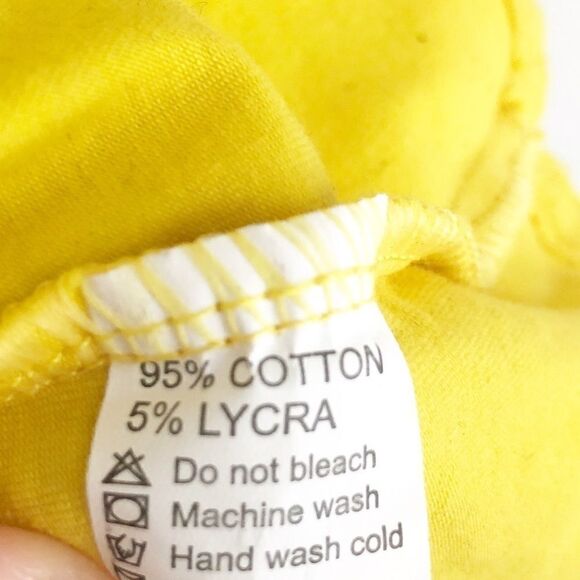 95% COTTON
5% LYCRA
Do not bleach
Machine wash
Hand wash cold